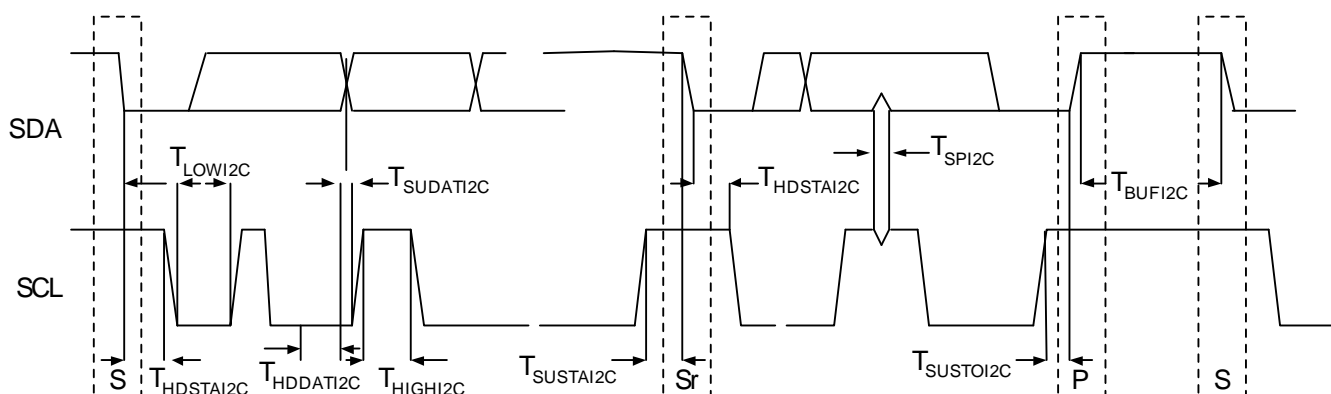 SDA
T_LOWI2C
T_SUDATI2C
T_HDSTAI2C
T_SPI2C
T_BUFI2C
SCL
S
T_HDSTAI2C
T_HDDATI2C
T_HIGHI2C
T_SUSTAI2C
Sr
T_SUSTOI2C
P
S